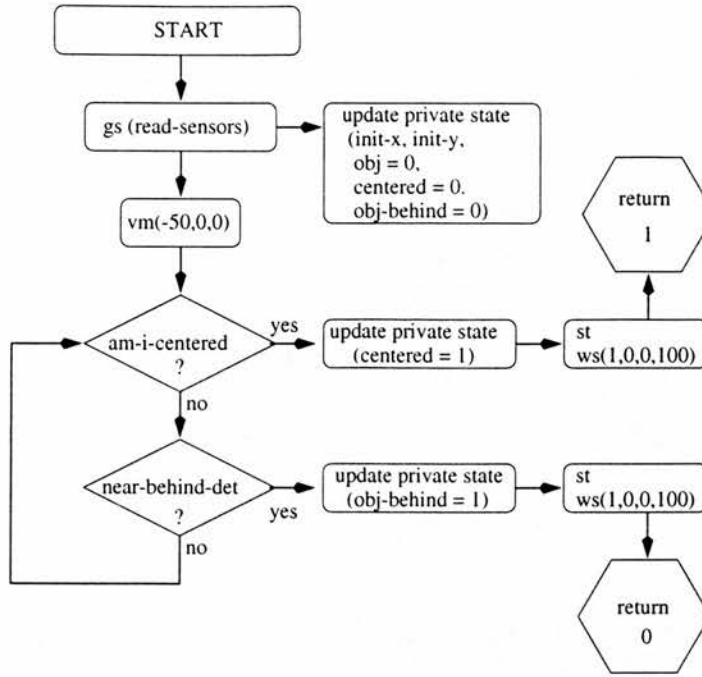 START
gs (read-sensors)
update private state
(init-x, init-y,
obj = 0,
centered = 0.
obj-behind = 0)
vm(-50,0,0)
return
1
am-i-centered
?
yes
update private state
(centered = 1)
st
ws(1,0,0,100)
no
near-behind-det
?
yes
update private state
(obj-behind = 1)
st
ws(1,0,0,100)
no
return
0